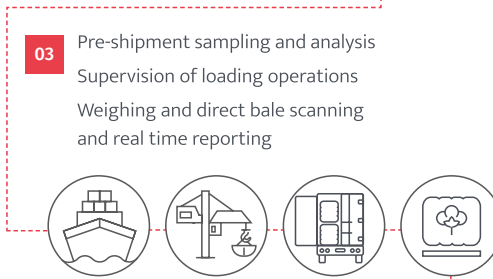 03
Pre-shipment sampling and analysis
Supervision of loading operations
Weighing and direct bale scanning
and real time reporting